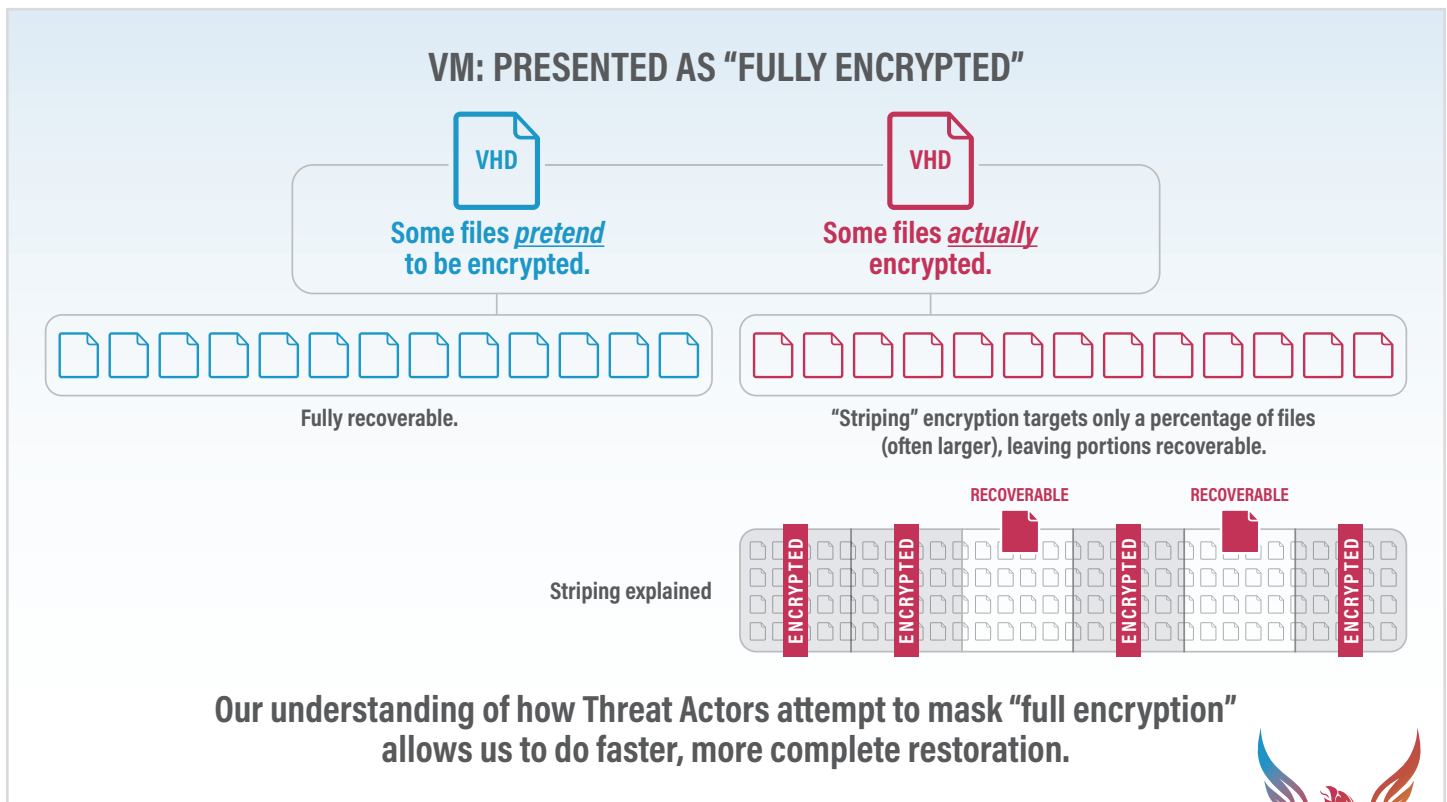 VM: PRESENTED AS “FULLY ENCRYPTED”
VHD
VHD
Some files pretend
to be encrypted.
Some files actually
encrypted.
Fully recoverable.
“Striping” encryption targets only a percentage of files
(often larger), leaving portions recoverable.
RECOVERABLE
RECOVERABLE
ENCRYPTED
ENCRYPTED
ENCRYPTED
ENCRYPTED
Striping explained
Our understanding of how Threat Actors attempt to mask “full encryption”
allows us to do faster, more complete restoration.